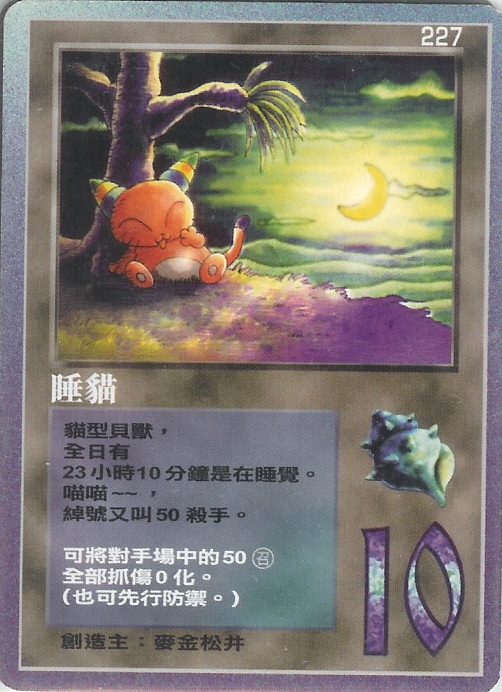 227
睡貓
貓型貝獸，
全日有
23小時10分鐘是在睡覺。
喵喵~~，
綽號又叫50殺手。
可將對手場中的50㊁召
全部抓傷0化。
(也可先行防禦。)
10
創造主：麥金松井